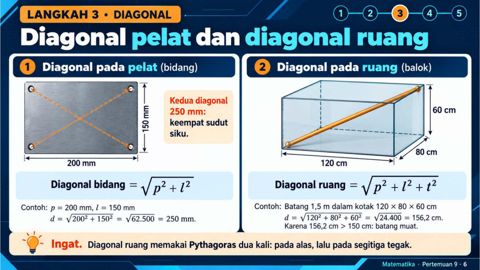 LANGKAH 3 • DIAGONAL
1 2 3 4 5
Diagonal pelat dan diagonal ruang
1 Diagonal pada pelat (bidang)
150 mm
200 mm
Kedua diagonal
250 mm:
keempat sudut
siku.
Diagonal bidang = √(p² + l²)
Contoh: p = 200 mm, l = 150 mm
d = √(200² + 150²) = √62.500 = 250 mm.
2 Diagonal pada ruang (balok)
60 cm
80 cm
120 cm
Diagonal ruang = √(p² + l² + t²)
Contoh: Batang 1,5 m dalam kotak 120 × 80 × 60 cm
d = √(120² + 80² + 60²) = √24.400 = 156,2 cm.
Karena 156,2 cm > 150 cm: batang muat.
Ingat. Diagonal ruang memakai Pythagoras dua kali: pada alas, lalu pada segitiga tegak.
Matematika • Pertemuan 9 - 6